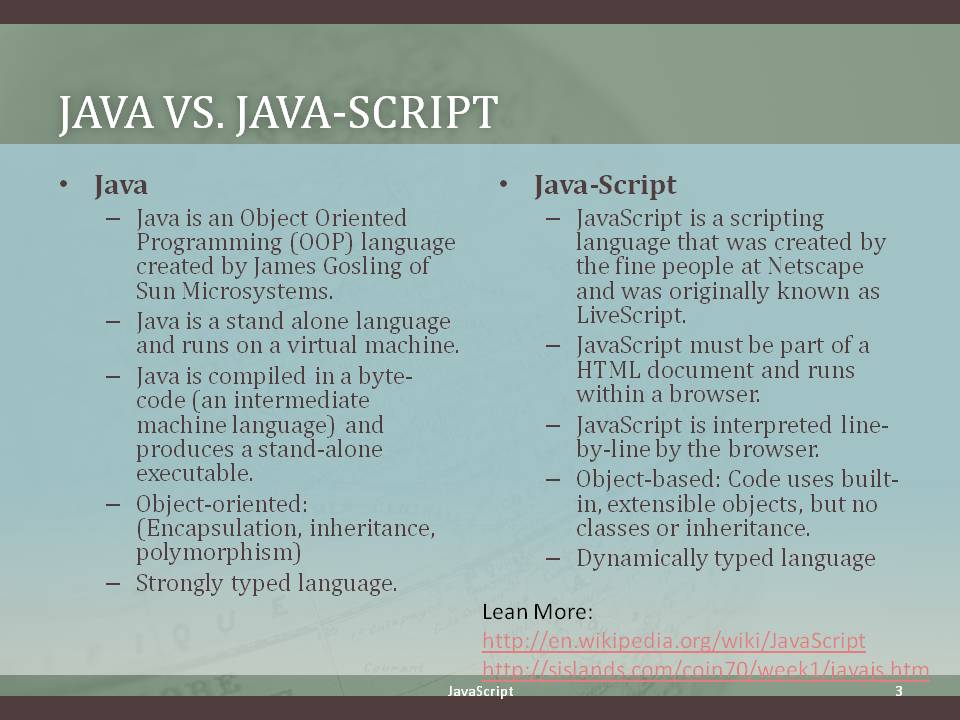 JAVA VS. JAVA-SCRIPT
• Java
– Java is an Object Oriented
Programming (OOP) language
created by James Gosling of
Sun Microsystems.
– Java is a stand alone language
and runs on a virtual machine.
– Java is compiled in a byte-
code (an intermediate
machine language) and
produces a stand-alone
executable.
– Object-oriented:
(Encapsulation, inheritance,
polymorphism)
– Strongly typed language.
• Java-Script
– JavaScript is a scripting
language that was created by
the fine people at Netscape
and was originally known as
LiveScript.
– JavaScript must be part of a
HTML document and runs
within a browser.
– JavaScript is interpreted line-
by-line by the browser.
– Object-based: Code uses built-
in, extensible objects, but no
classes or inheritance.
– Dynamically typed language
Lean More:
http://en.wikipedia.org/wiki/JavaScript
http://sislands.com/coin70/week1/javajs.htm
JavaScript
3